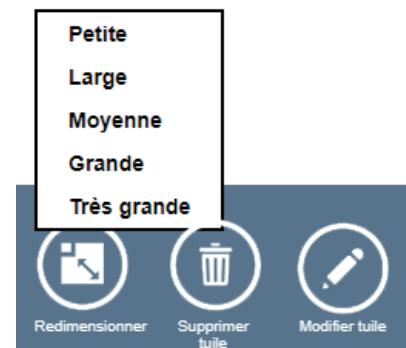 Petite
Large
Moyenne
Grande
Très grande
Redimensionner
Supprimer
tuile
Modifier tuile